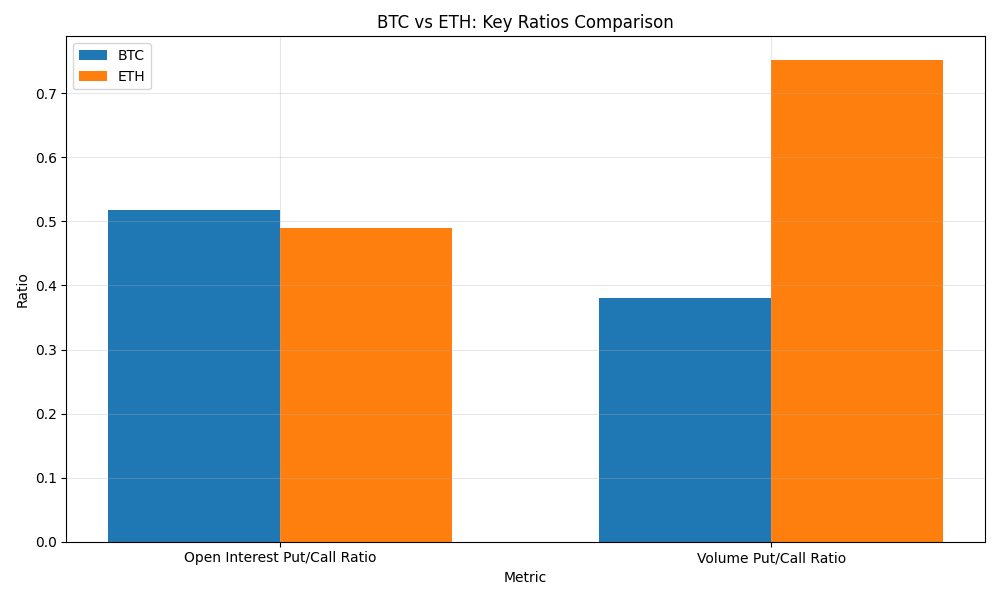 BTC vs ETH: Key Ratios Comparison
BTC
ETH
Ratio
0.7
0.6
0.5
0.4
0.3
0.2
0.1
0.0
Open Interest Put/Call Ratio
Volume Put/Call Ratio
Metric